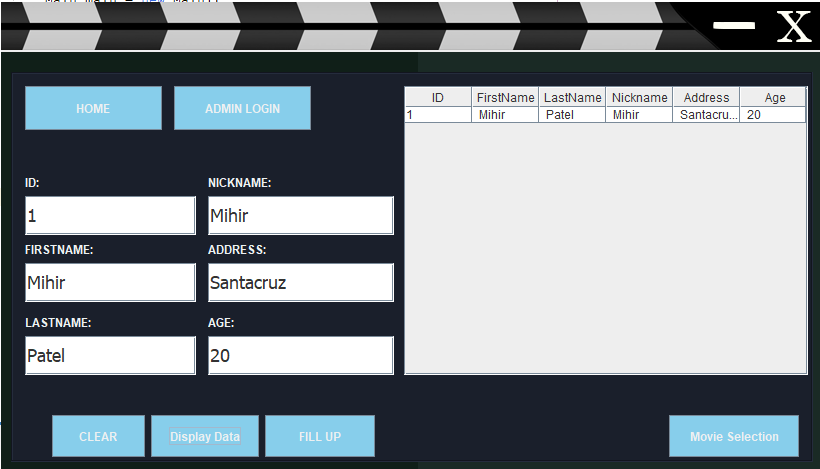 X
HOME
ADMIN LOGIN
ID FirstName LastName Nickname Address Age
1 Mihir Patel Mihir Santacru... 20
ID:
NICKNAME:
1
Mihir
FIRSTNAME:
ADDRESS:
Mihir
Santacruz
LASTNAME:
AGE:
Patel
20
CLEAR
Display Data
FILL UP
Movie Selection